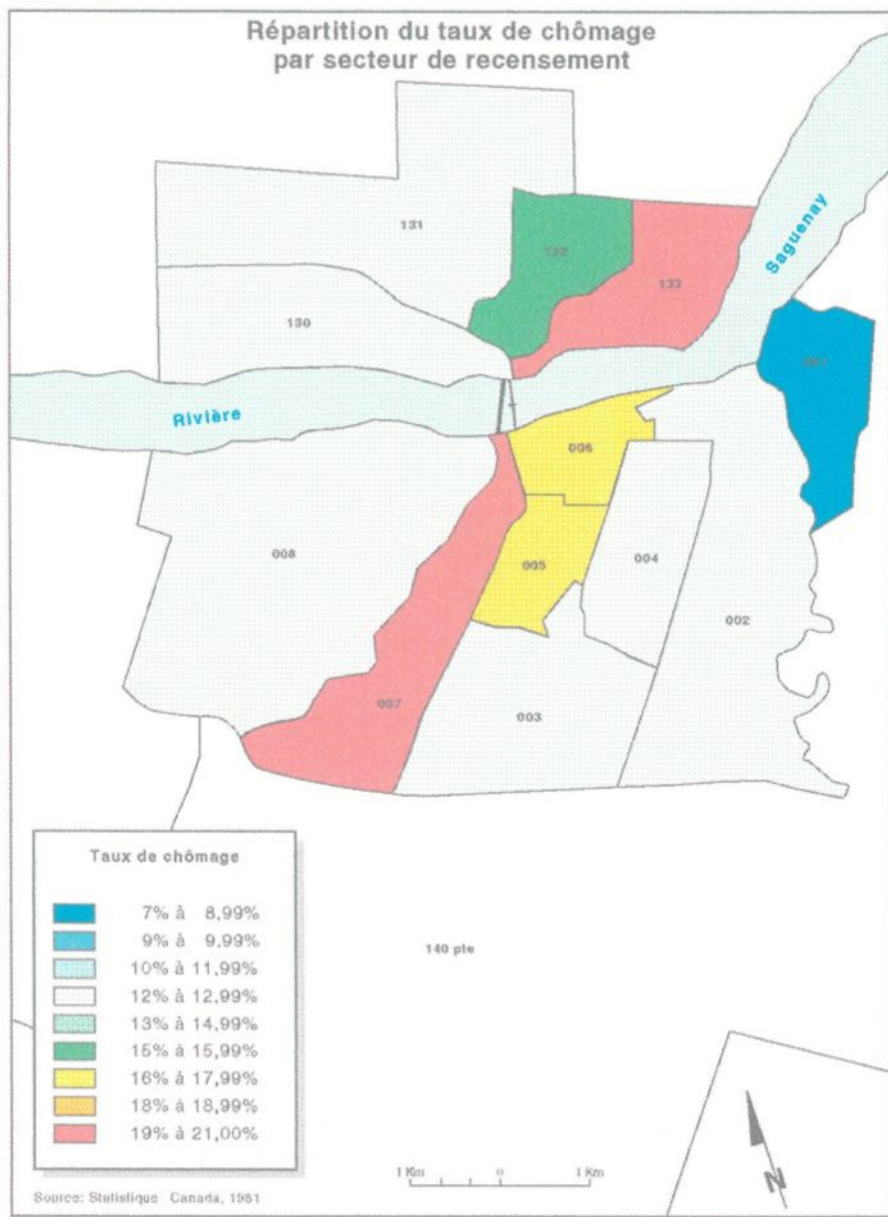 Répartition du taux de chômage
par secteur de recensement
131
132
133
130
Saguenay
001
Rivière
006
008
005
004
002
007
003
Taux de chômage
7% à 8,99%
9% à 9,99%
10% à 11,99%
12% à 12,99%
13% à 14,99%
15% à 15,99%
16% à 17,99%
18% à 18,99%
19% à 21,00%
140 pte
1 Km 0 1 Km
N
Source: Statistique Canada, 1981